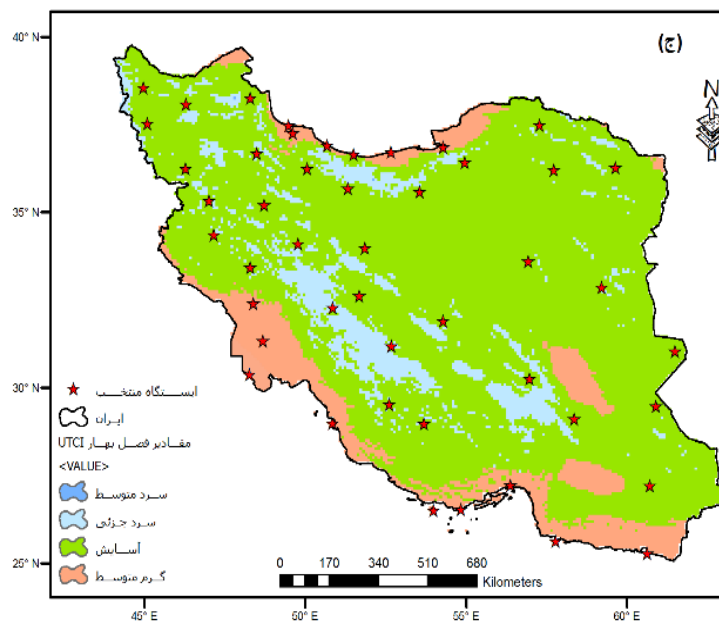 40° N
(ج)
N
35° N
30° N
ایستگاه منتخب
ایران
مقادیر فصل بهار UTCI
<VALUE>
سرد متوسط
سرد جزئی
آسایش
گرم متوسط
25° N
0 170 340 510 680
Kilometers
45° E 50° E 55° E 60° E